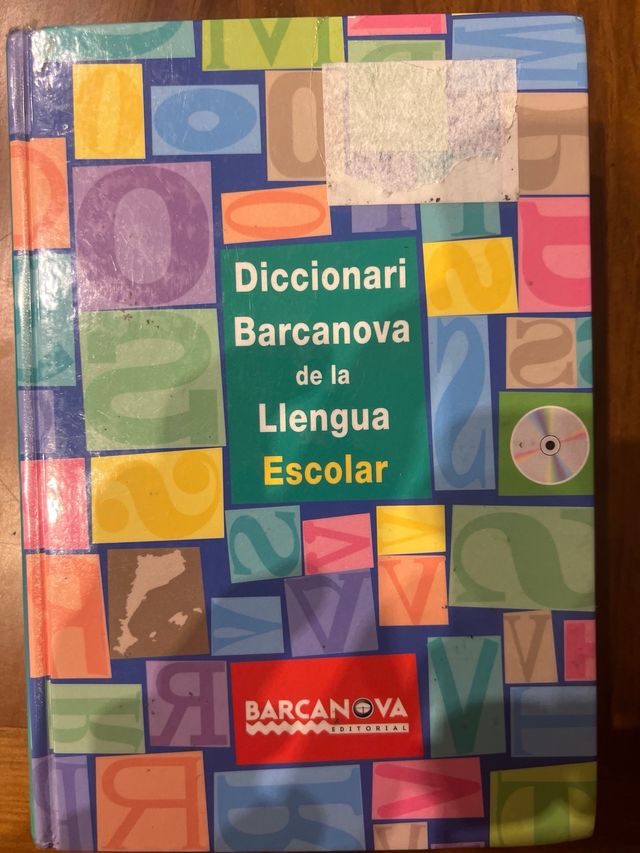 Diccionari
Barcanova
de la
Llengua
Escolar
BARCANOVA
EDITORIAL